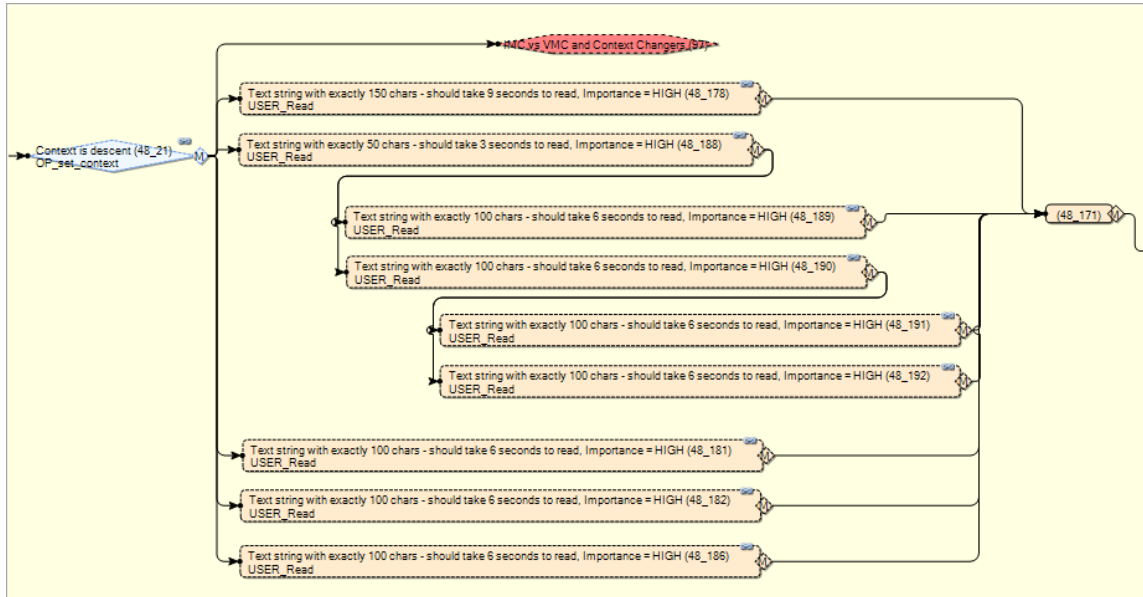 IMC vs VMC and Context Changers (97
Text string with exactly 150 chars - should take 9 seconds to read, Importance = HIGH (48_178)
USER_Read
M
Text string with exactly 50 chars - should take 3 seconds to read, Importance = HIGH (48_188)
USER_Read
M
Context is descent (48_21)
OP_set_context
M
Text string with exactly 100 chars - should take 6 seconds to read, Importance = HIGH (48_189)
USER_Read
M
(48_171)
M
Text string with exactly 100 chars - should take 6 seconds to read, Importance = HIGH (48_190)
USER_Read
M
Text string with exactly 100 chars - should take 6 seconds to read, Importance = HIGH (48_191)
USER_Read
M
Text string with exactly 100 chars - should take 6 seconds to read, Importance = HIGH (48_192)
USER_Read
M
Text string with exactly 100 chars - should take 6 seconds to read, Importance = HIGH (48_181)
USER_Read
M
Text string with exactly 100 chars - should take 6 seconds to read, Importance = HIGH (48_182)
USER_Read
M
Text string with exactly 100 chars - should take 6 seconds to read, Importance = HIGH (48_186)
USER_Read
M